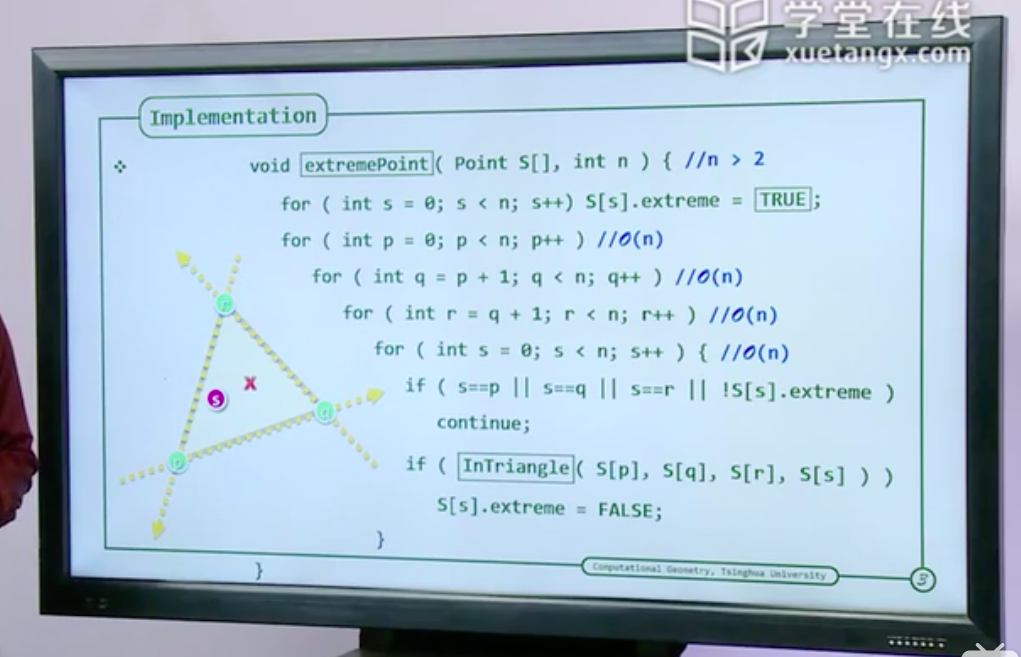 学堂在线
xuetangx.com
Implementation
void extremePoint( Point S[], int n ) { //n > 2
for ( int s = 0; s < n; s++) S[s].extreme = TRUE;
for ( int p = 0; p < n; p++ ) //O(n)
for ( int q = p + 1; q < n; q++ ) //O(n)
for ( int r = q + 1; r < n; r++ ) //O(n)
for ( int s = 0; s < n; s++ ) { //O(n)
if ( s==p || s==q || s==r || !S[s].extreme )
continue;
if ( InTriangle( S[p], S[q], S[r], S[s] ) )
S[s].extreme = FALSE;
}
}
r
x
s
q
p
Computational Geometry, Tsinghua University
3